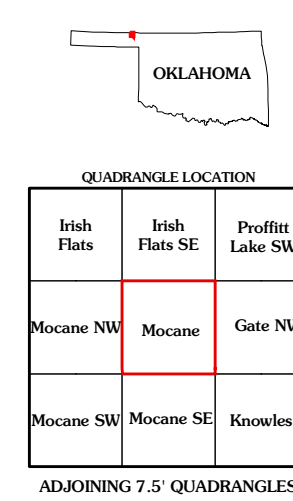 OKLAHOMA
QUADRANGLE LOCATION
Irish
Flats
Irish
Flats SE
Proffitt
Lake SW
Mocane NW
Mocane
Gate NW
Mocane SW
Mocane SE
Knowles
ADJOINING 7.5' QUADRANGLES